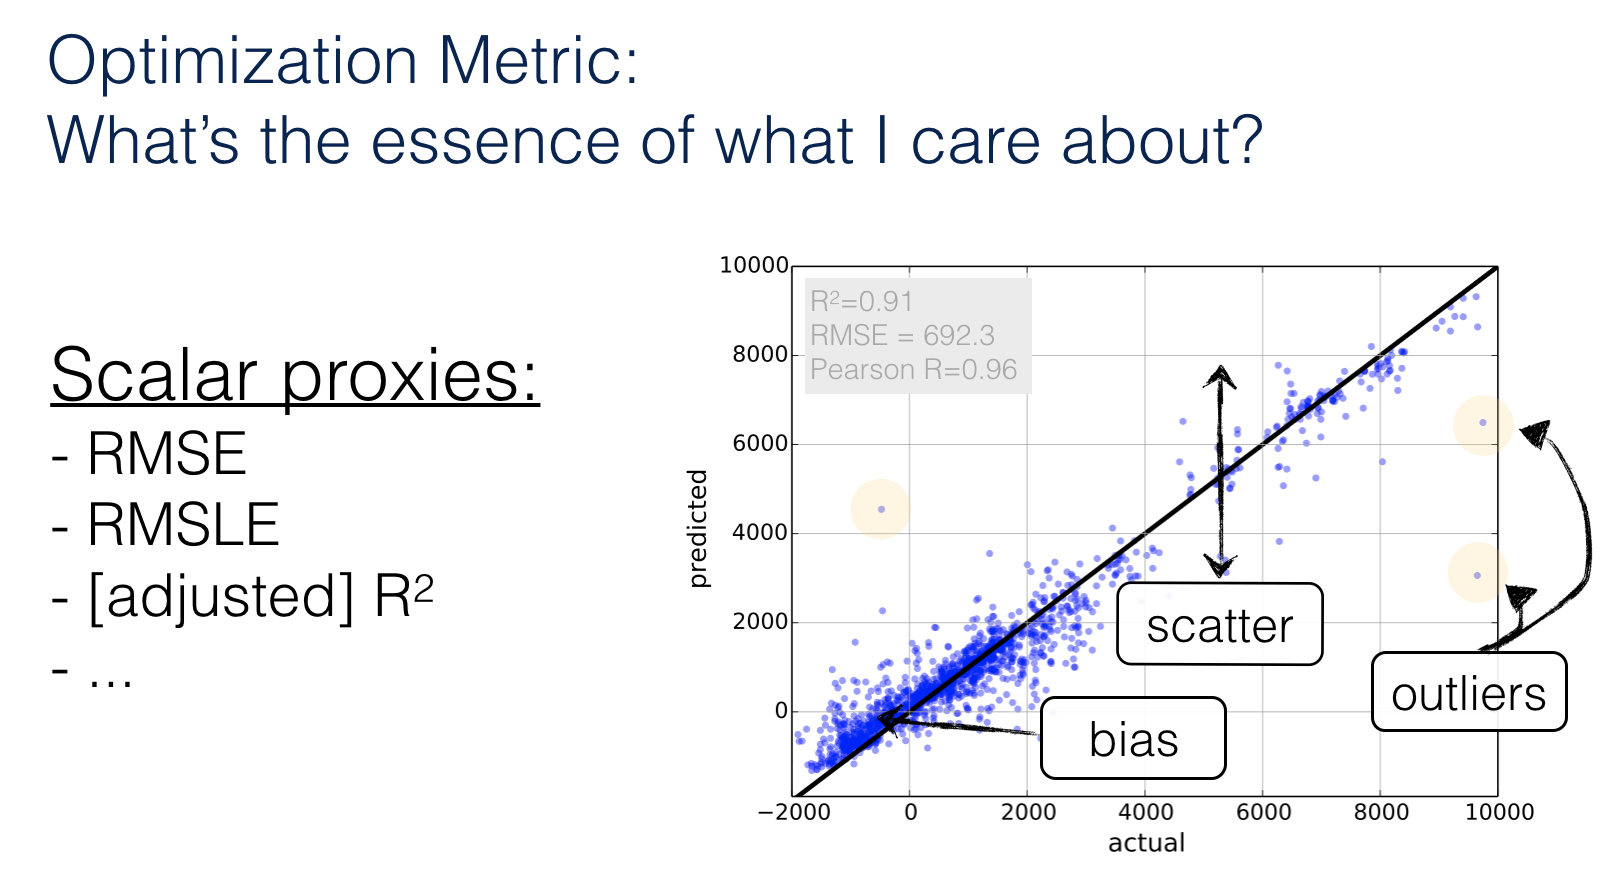 Optimization Metric:
What's the essence of what I care about?
Scalar proxies:
- RMSE
- RMSLE
- [adjusted] R²
- ...
10000
8000
6000
4000
2000
0
predicted
R²=0.91
RMSE = 692.3
Pearson R=0.96
scatter
outliers
bias
−2000 0 2000 4000 6000 8000 10000
actual